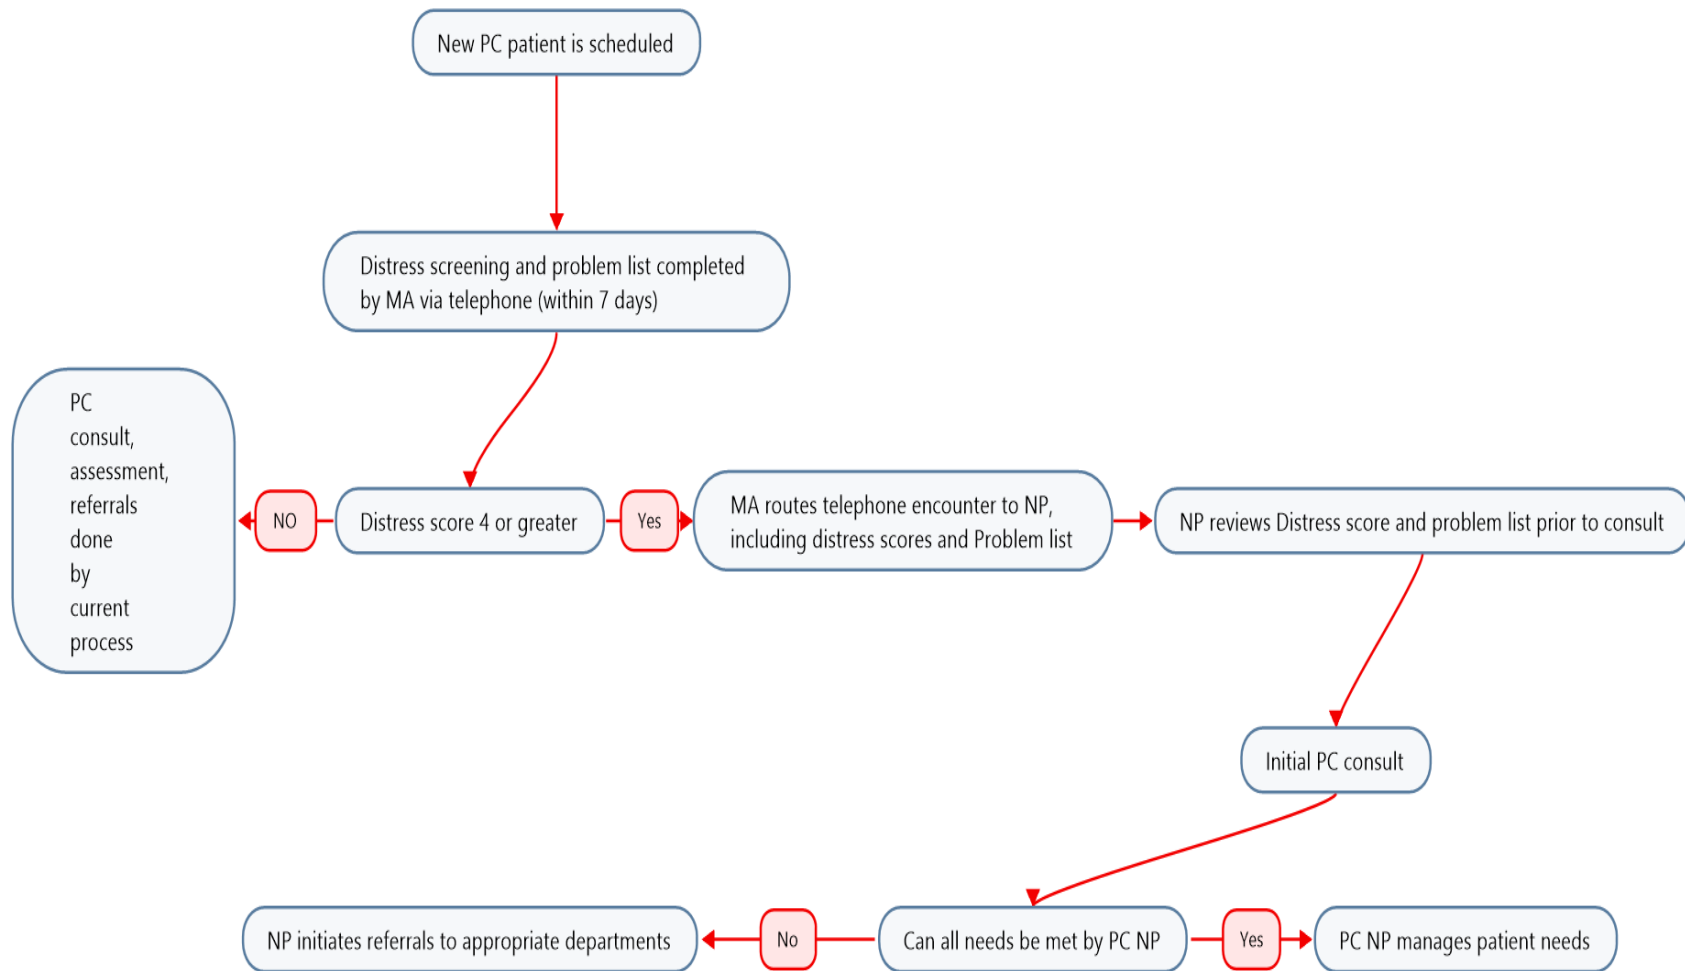 New PC patient is scheduled
Distress screening and problem list completed
by MA via telephone (within 7 days)
PC
consult,
assessment,
referrals
done
by
current
process
NO
Distress score 4 or greater
Yes
MA routes telephone encounter to NP,
including distress scores and Problem list
NP reviews Distress score and problem list prior to consult
Initial PC consult
NP initiates referrals to appropriate departments
No
Can all needs be met by PC NP
Yes
PC NP manages patient needs